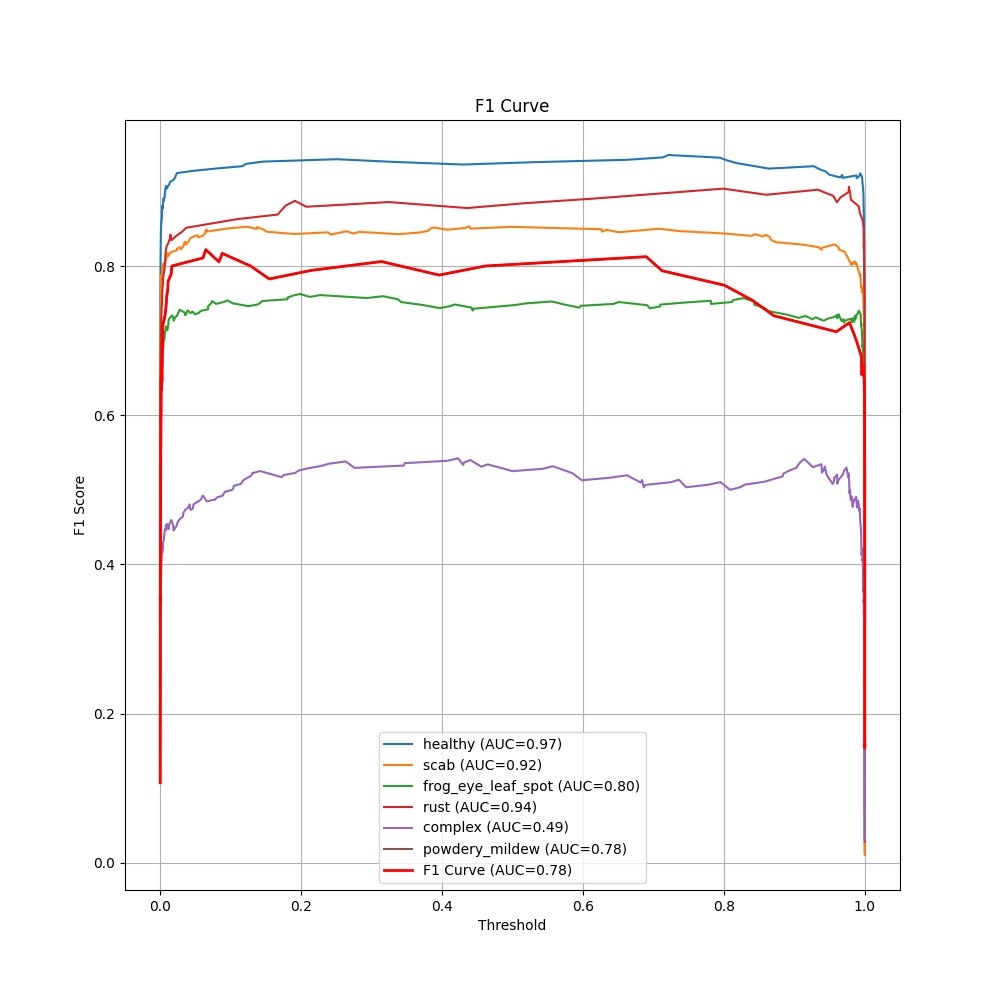 F1 Curve
F1 Score
0.8
0.6
0.4
0.2
0.0
healthy (AUC=0.97)
scab (AUC=0.92)
frog_eye_leaf_spot (AUC=0.80)
rust (AUC=0.94)
complex (AUC=0.49)
powdery_mildew (AUC=0.78)
F1 Curve (AUC=0.78)
0.0 0.2 0.4 0.6 0.8 1.0
Threshold